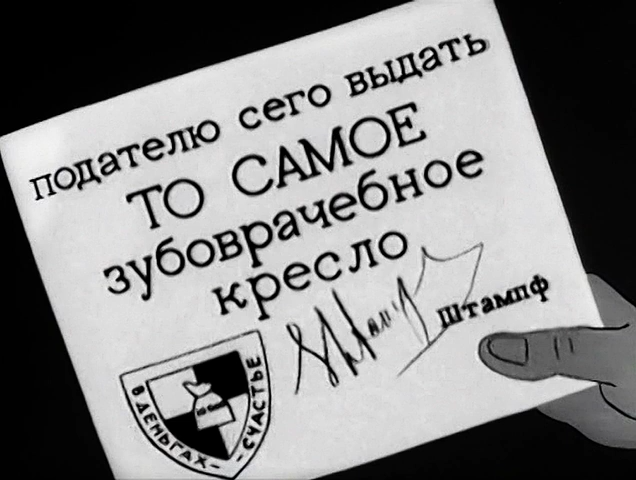 подателю сего выдать
ТО САМОЕ
зубоврачебное
кресло
Штампф
В ДЕНЬГАХ-
-СЧАСТЬЕ